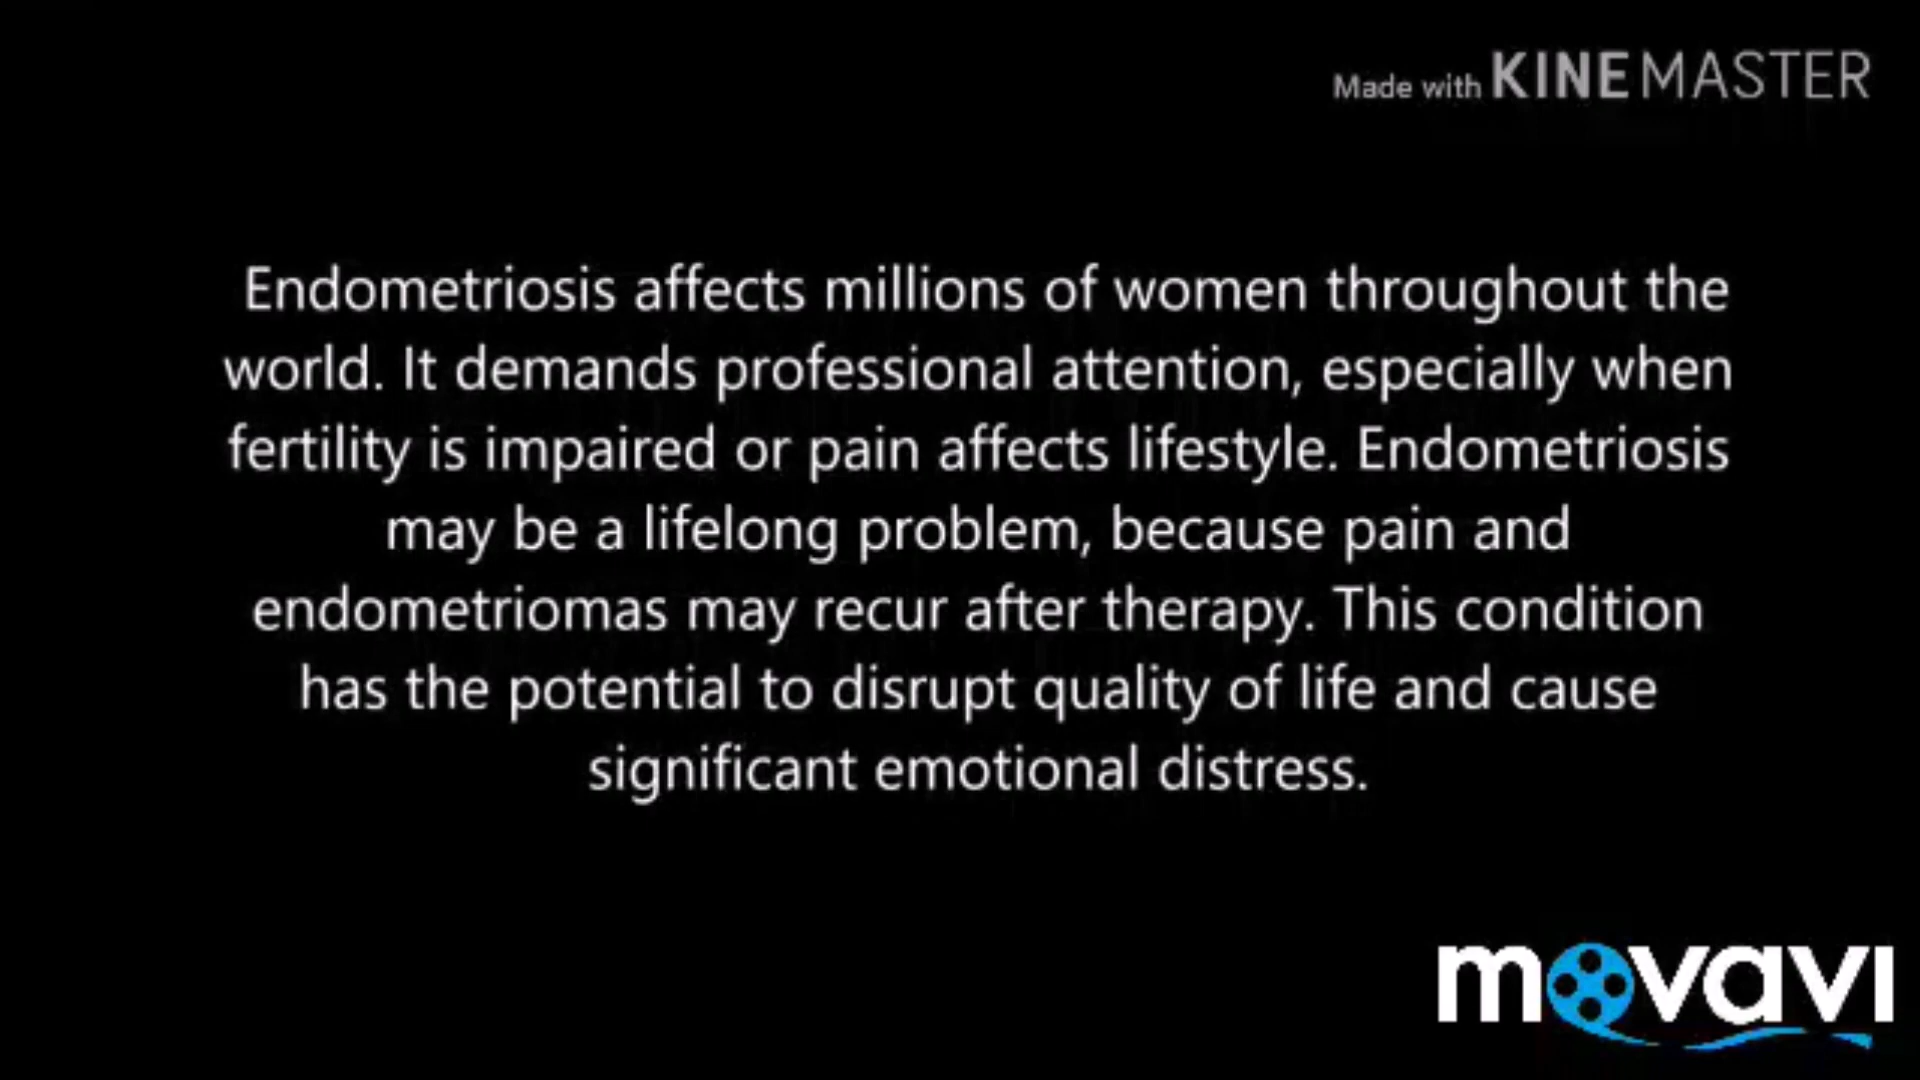 Made with KINEMASTER
Endometriosis affects millions of women throughout the
world. It demands professional attention, especially when
fertility is impaired or pain affects lifestyle. Endometriosis
may be a lifelong problem, because pain and
endometriomas may recur after therapy. This condition
has the potential to disrupt quality of life and cause
significant emotional distress.
movavi